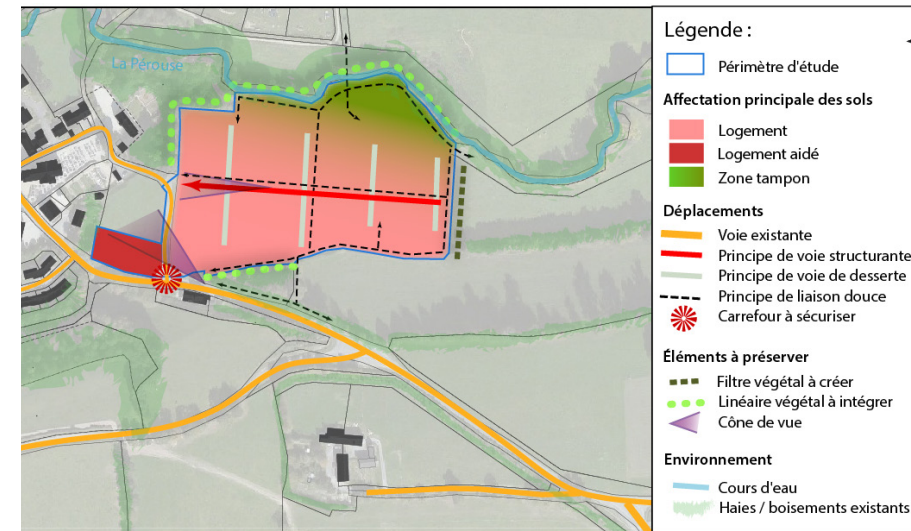 La Pérouse
Légende :
Périmètre d'étude
Affectation principale des sols
Logement
Logement aidé
Zone tampon
Déplacements
Voie existante
Principe de voie structurante
Principe de voie de desserte
Principe de liaison douce
Carrefour à sécuriser
Éléments à préserver
Filtre végétal à créer
Linéaire végétal à intégrer
Cône de vue
Environnement
Cours d'eau
Haies / boisements existants